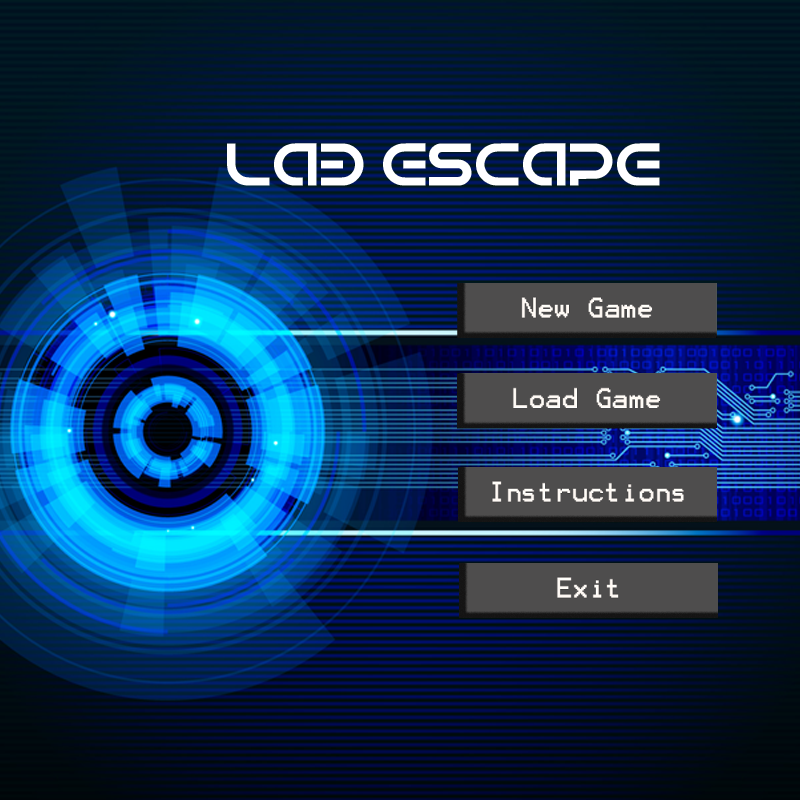 LAB ESCAPE
New Game
Load Game
Instructions
Exit